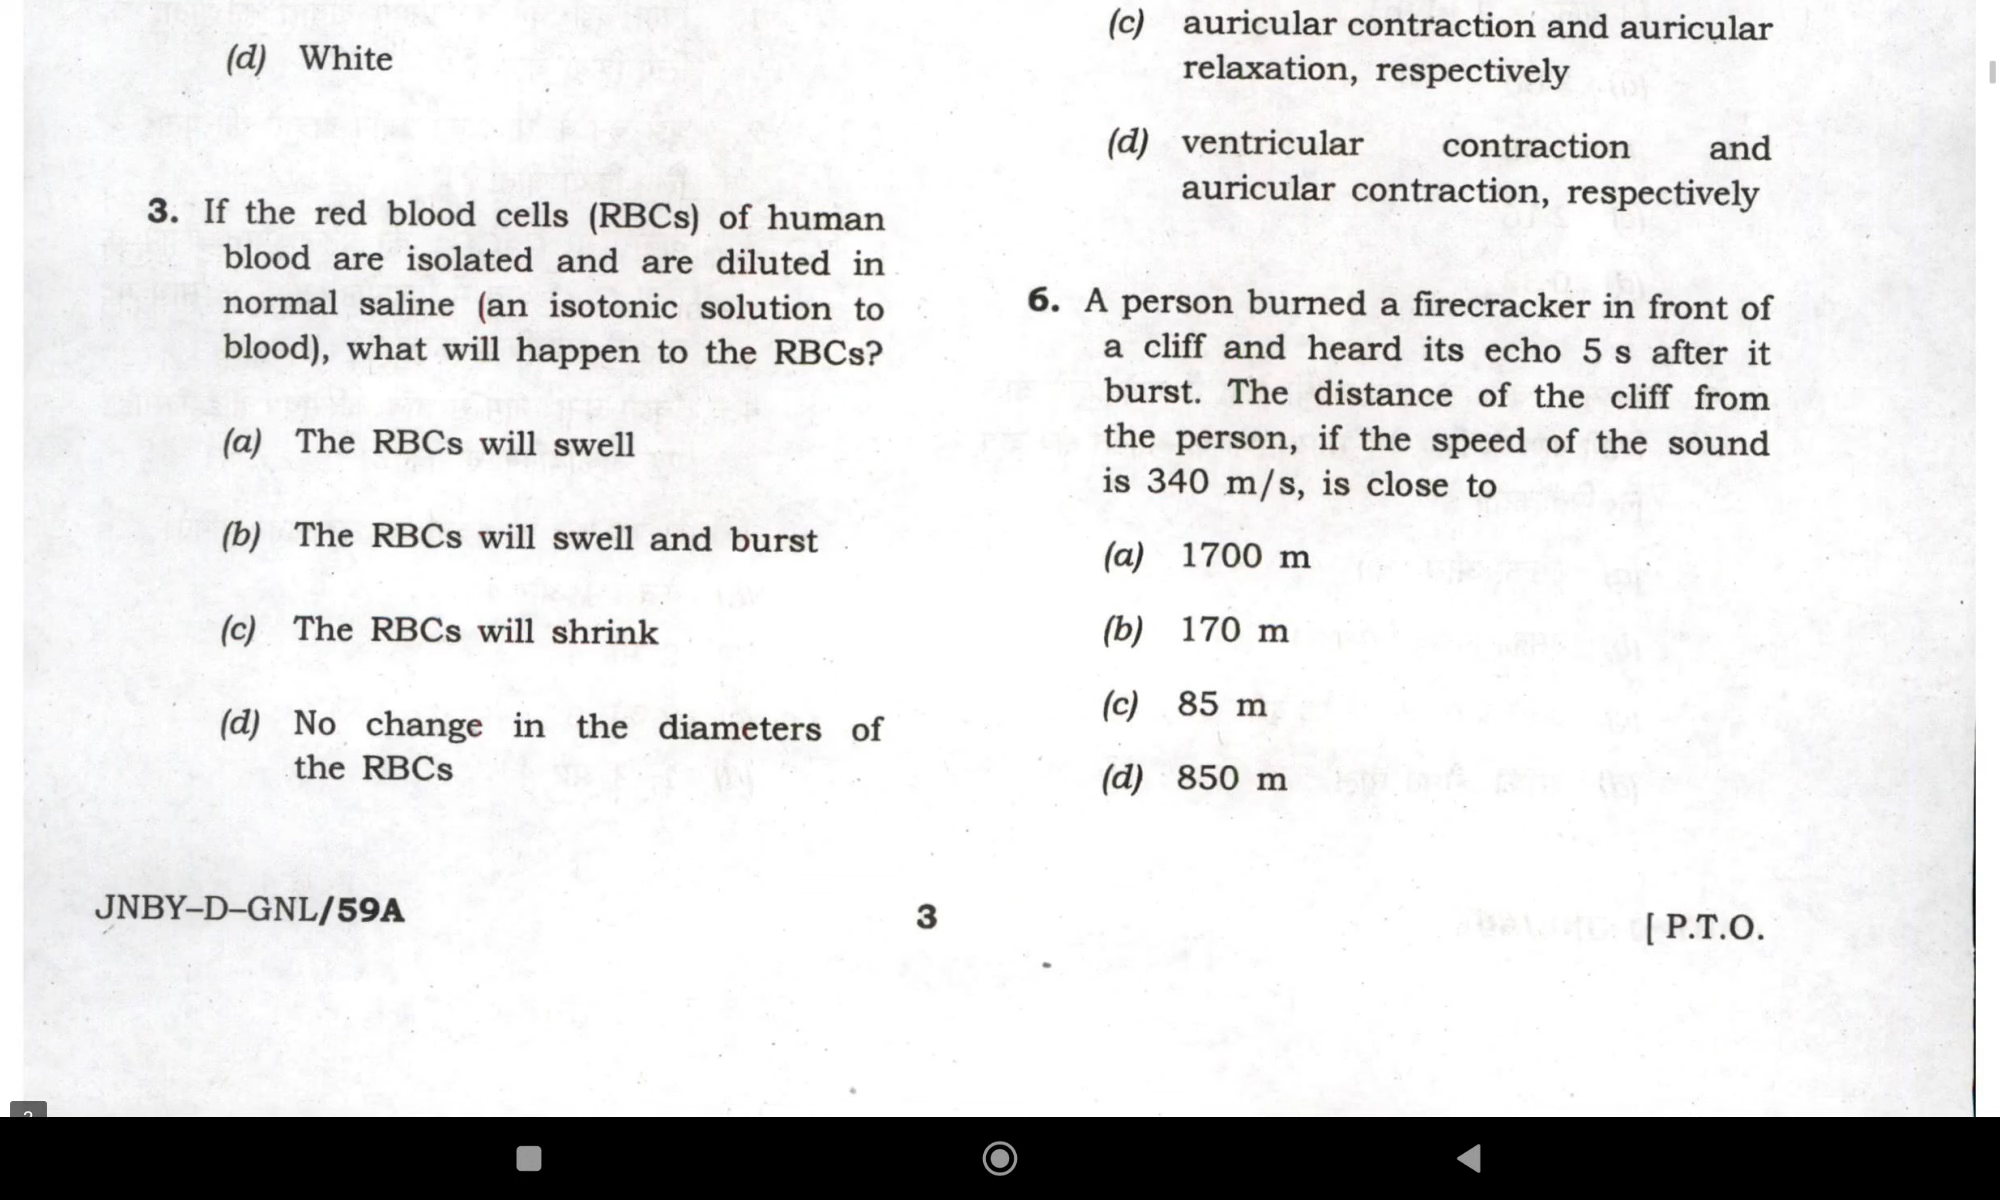 (d) White
3. If the red blood cells (RBCs) of human
blood are isolated and are diluted in
normal saline (an isotonic solution to
blood), what will happen to the RBCs?
(a) The RBCs will swell
(b) The RBCs will swell and burst
(c) The RBCs will shrink
(d) No change in the diameters of
the RBCs
(c) auricular contraction and auricular
relaxation, respectively
(d) ventricular contraction and
auricular contraction, respectively
6. A person burned a firecracker in front of
a cliff and heard its echo 5 s after it
burst. The distance of the cliff from
the person, if the speed of the sound
is 340 m/s, is close to
(a) 1700 m
(b) 170 m
(c) 85 m
(d) 850 m
JNBY–D–GNL/59A
3
[ P.T.O.